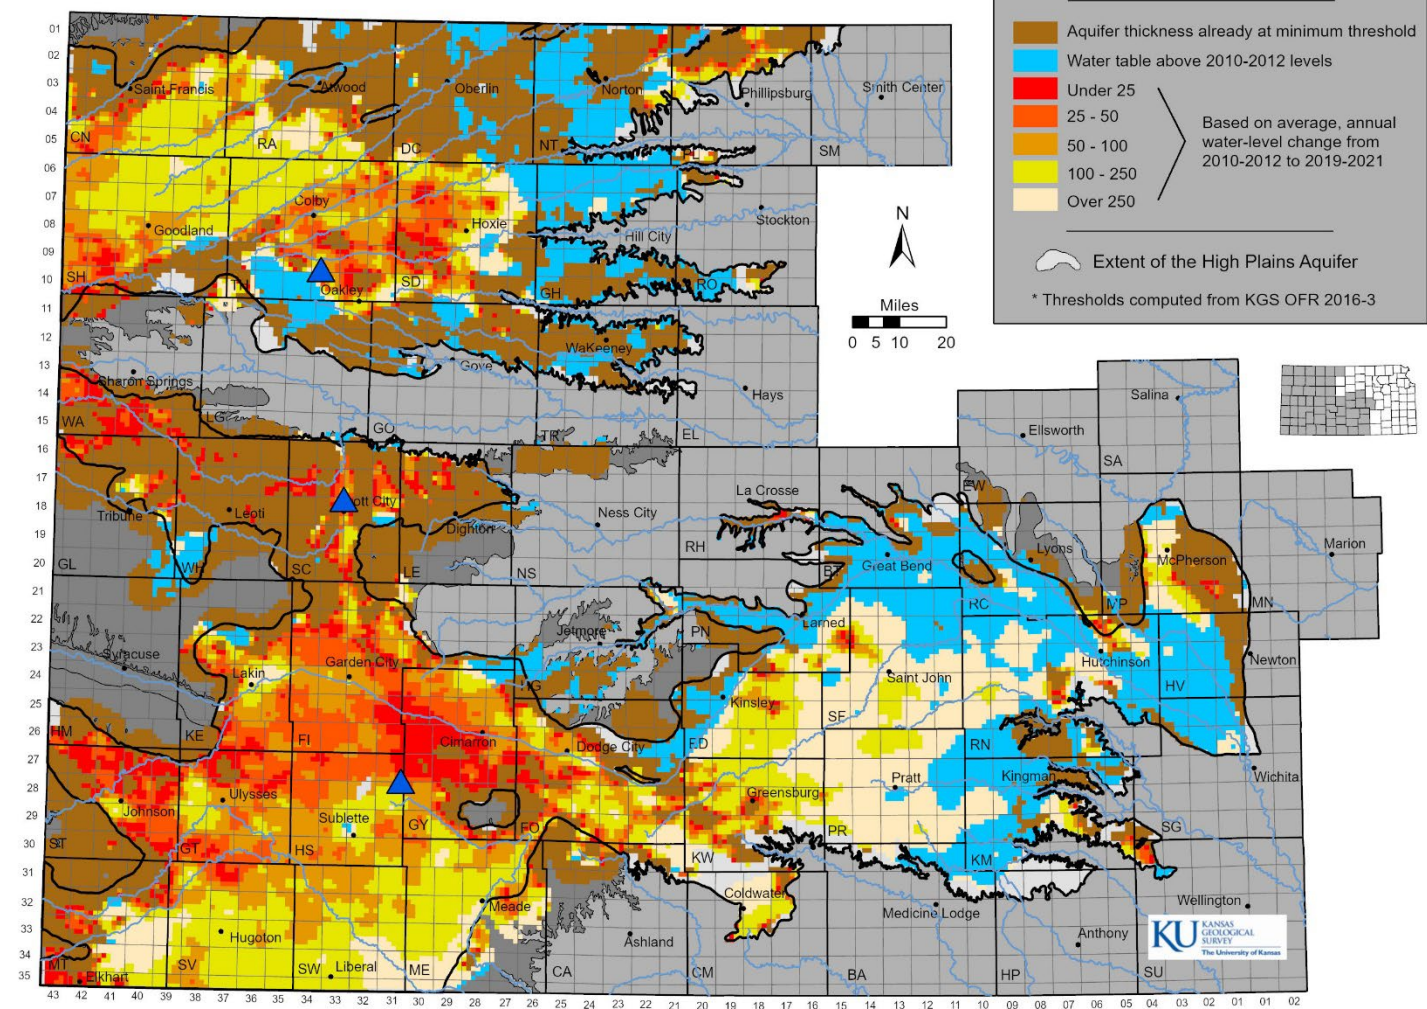 Aquifer thickness already at minimum threshold
Water table above 2010-2012 levels
Under 25
25 - 50
50 - 100
100 - 250
Over 250
Based on average, annual
water-level change from
2010-2012 to 2019-2021
Extent of the High Plains Aquifer
* Thresholds computed from KGS OFR 2016-3
N
Miles
0 5 10 20
01
02
03
04
05
06
07
08
09
10
11
12
13
14
15
16
17
18
19
20
21
22
23
24
25
26
27
28
29
30
31
32
33
34
35
Saint Francis
Atwood
Oberlin
Norton
Phillipsburg
Smith Center
CN
RA
DC
NT
PL
SM
Colby
Goodland
Hoxie
Hill City
Stockton
SH
TH
Oakley
SD
GH
RO
WaKeeney
Gove
Sharon Springs
Hays
WA
LG
GO
TR
EL
Salina
Ellsworth
SA
EW
La Crosse
Tribune
Leoti
ott City
Dighton
Ness City
Great Bend
Lyons
McPherson
Marion
GL
WH
SC
LE
NS
RH
BT
RC
MP
MN
Jetmore
PN
Larned
Syracuse
Lakin
Garden City
Saint John
Hutchinson
Newton
HG
Kinsley
SF
HV
HM
KE
FI
Cimarron
Dodge City
ED
RN
Johnson
Ulysses
Greensburg
Pratt
Kingman
Wichita
Sublette
ST
GT
HS
GY
FO
KW
PR
KM
SG
Meade
Coldwater
Medicine Lodge
Wellington
Hugoton
Ashland
Anthony
MT
Elkhart
SV
SW
Liberal
ME
CA
CM
BA
HP
SU
KU
KANSAS
GEOLOGICAL
SURVEY
The University of Kansas
43 42 41 40 39 38 37 36 35 34 33 32 31 30 29 28 27 26 25 24 23 22 21 20 19 18 17 16 15 14 13 12 11 10 09 08 07 06 05 04 03 02 01 01 02